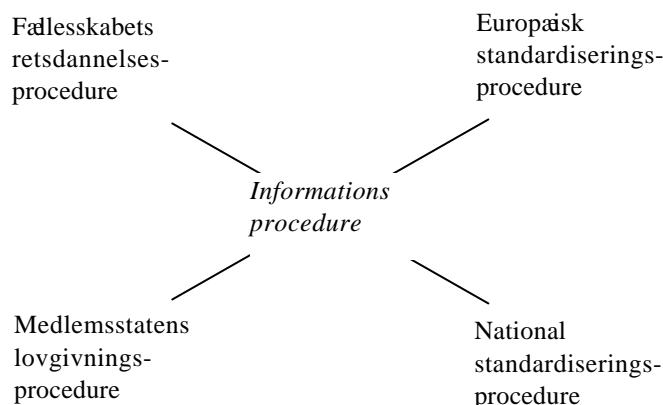 Fællesskabets
retsdannelses-
procedure
Europæisk
standardiserings-
procedure
Informations
procedure
Medlemsstatens
lovgivnings-
procedure
National
standardiserings-
procedure